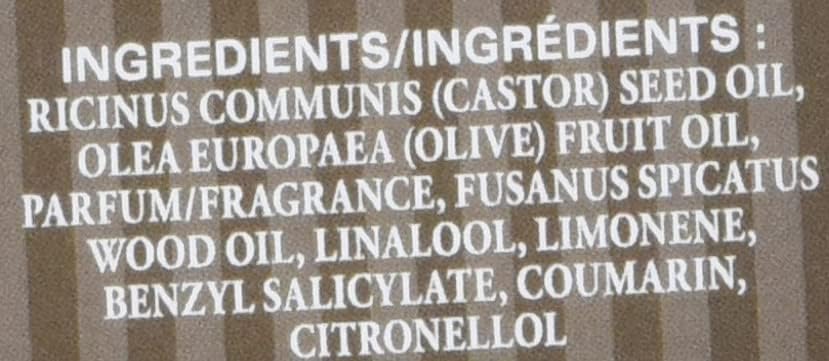 INGREDIENTS/INGRÉDIENTS :
RICINUS COMMUNIS (CASTOR) SEED OIL,
OLEA EUROPAEA (OLIVE) FRUIT OIL,
PARFUM/FRAGRANCE, FUSANUS SPICATUS
WOOD OIL, LINALOOL, LIMONENE,
BENZYL SALICYLATE, COUMARIN,
CITRONELLOL